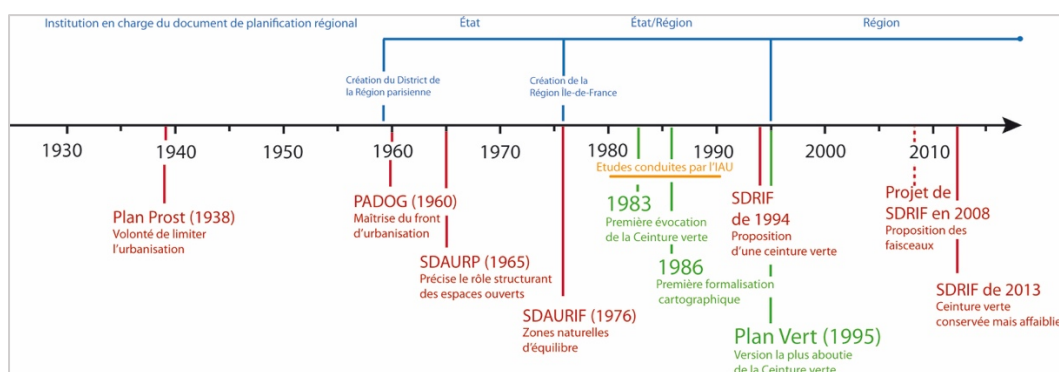 Institution en charge du document de planification régional
État
État/Région
Région
Création du District de
la Région parisienne
Création de la
Région Île-de-France
1930
1940
1950
1960
1970
1980
1990
2000
2010
Etudes conduites par l'IAU
Plan Prost (1938)
Volonté de limiter
l'urbanisation
PADOG (1960)
Maîtrise du front
d'urbanisation
SDAURP (1965)
Précise le rôle structurant
des espaces ouverts
SDAURIF (1976)
Zones naturelles
d'équilibre
1983
Première évocation
de la Ceinture verte
1986
Première formalisation
cartographique
SDRIF
de 1994
Proposition
d'une ceinture verte
Plan Vert (1995)
Version la plus aboutie
de la Ceinture verte
Projet de
SDRIF en 2008
Proposition des
faisceaux
SDRIF de 2013
Ceinture verte
conservée mais affaiblie